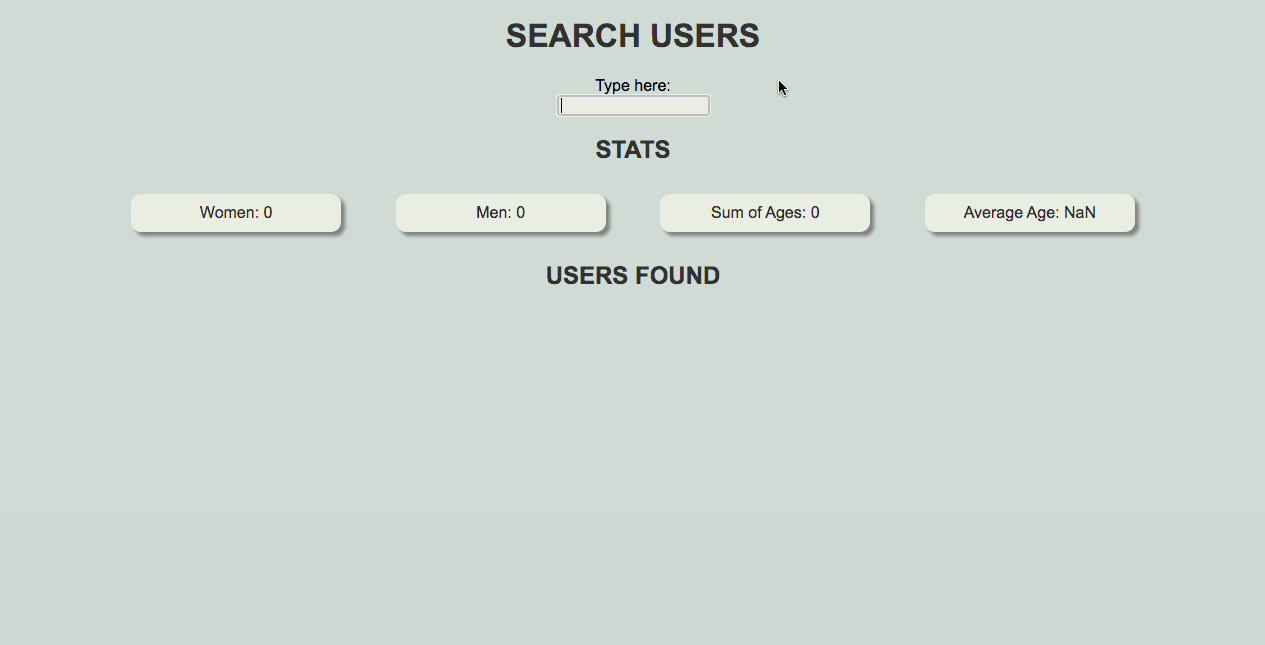 SEARCH USERS
Type here:
STATS
Women: 0
Men: 0
Sum of Ages: 0
Average Age: NaN
USERS FOUND